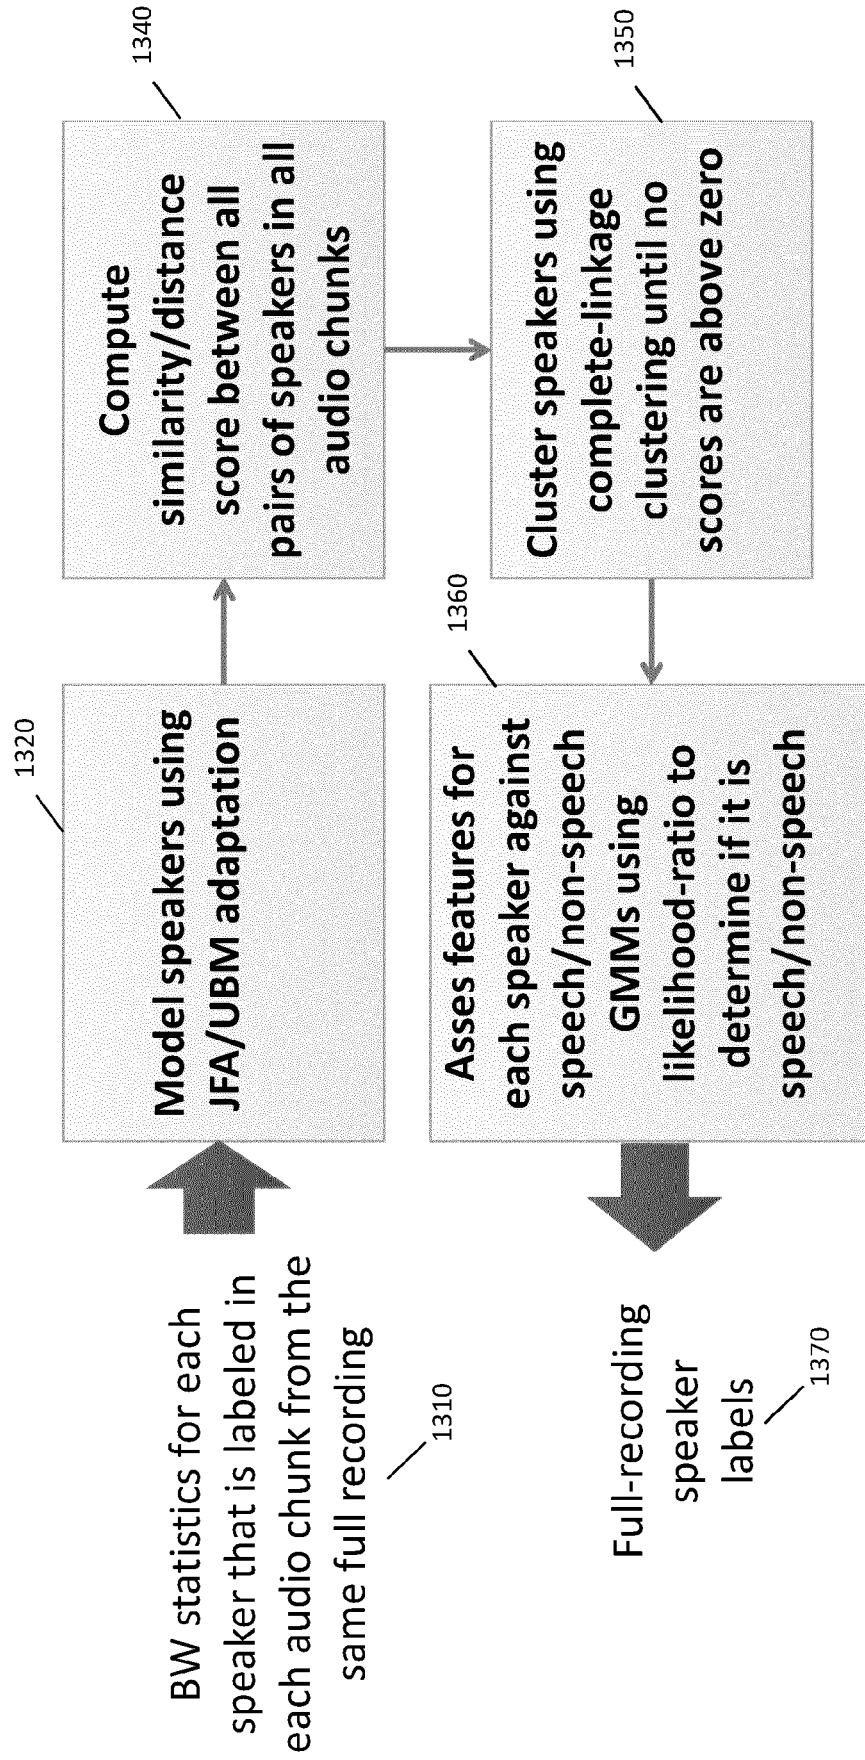 BW statistics for each
speaker that is labeled in
each audio chunk from the
same full recording
1310
Model speakers using
JFA/UBM adaptation
1320
Compute
similarity/distance
score between all
pairs of speakers in all
audio chunks
1340
Cluster speakers using
complete-linkage
clustering until no
scores are above zero
1350
Asses features for
each speaker against
speech/non-speech
GMMs using
likelihood-ratio to
determine if it is
speech/non-speech
1360
Full-recording
speaker
labels
1370